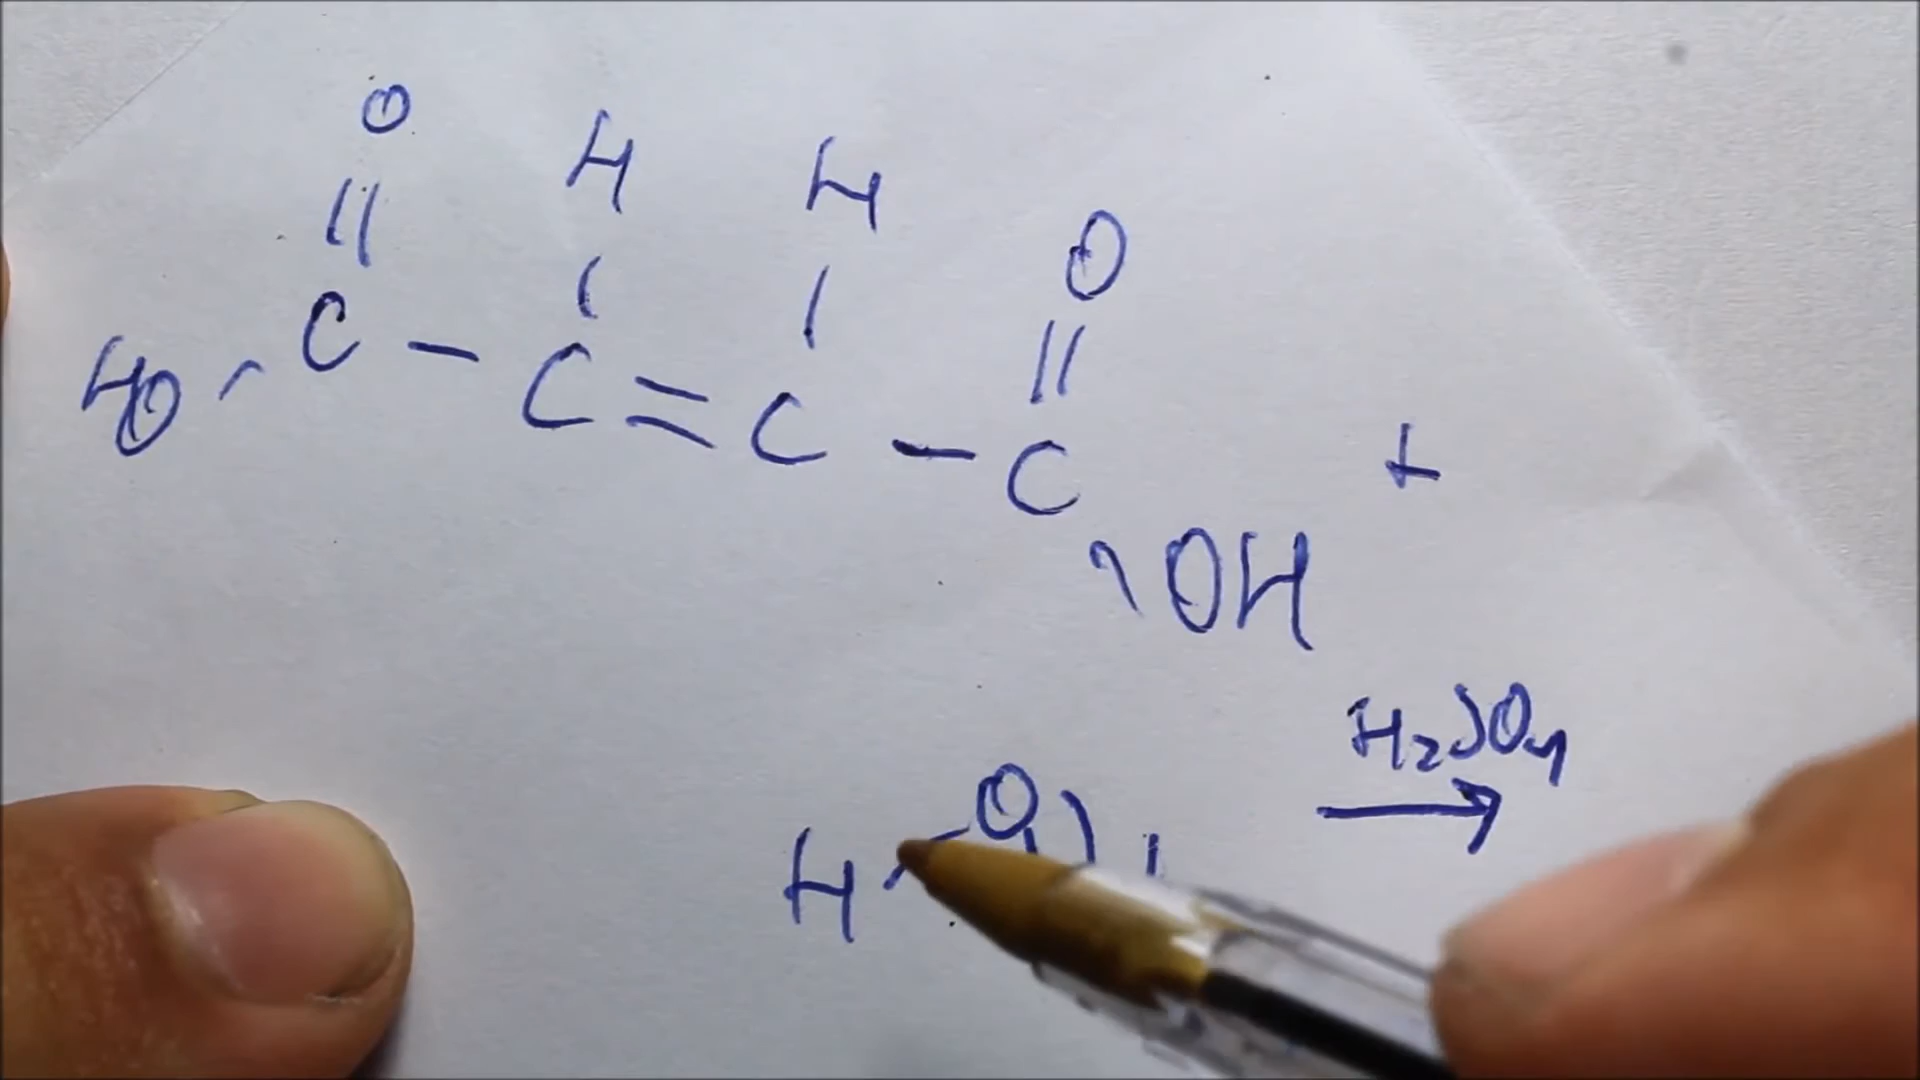 O H H O
|| | | ||
HO - C - C = C - C - OH +
H₂SO₄
H - O →